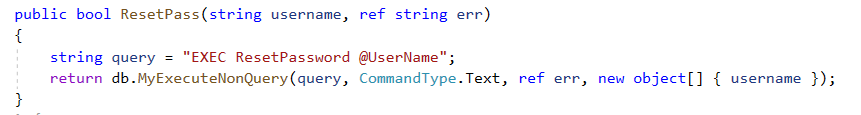 public bool ResetPass(string username, ref string err)
{
string query = "EXEC ResetPassword @UserName";
return db.MyExecuteNonQuery(query, CommandType.Text, ref err, new object[] { username });
}